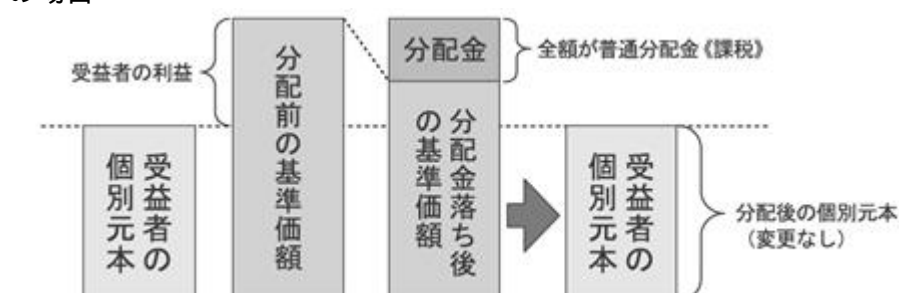 受益者の利益
受益者の
個別元本
分配前の基準価額
分配金
分配金落ち後
の基準価額
全額が普通分配金《課税》
受益者の
個別元本
分配後の個別元本
（変更なし）